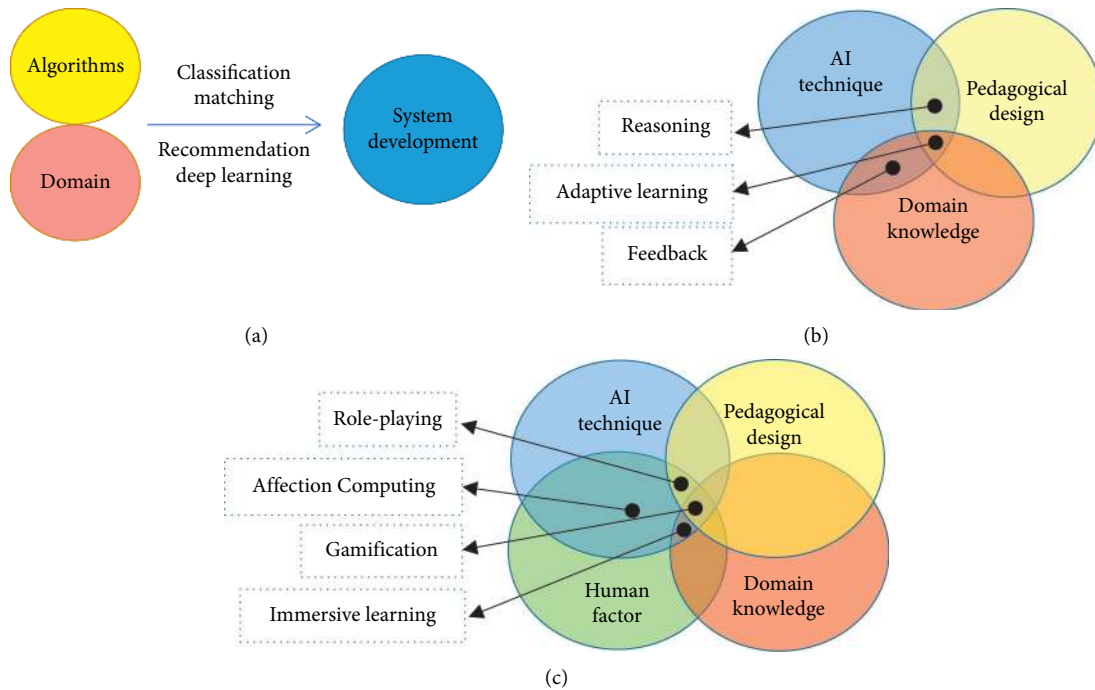 Algorithms
Domain
Classification
matching
Recommendation
deep learning
System
development
(a)
AI
technique
Pedagogical
design
Reasoning
Adaptive learning
Domain
knowledge
Feedback
(b)
AI
technique
Pedagogical
design
Role-playing
Affection Computing
Gamification
Immersive learning
Human
factor
Domain
knowledge
(c)